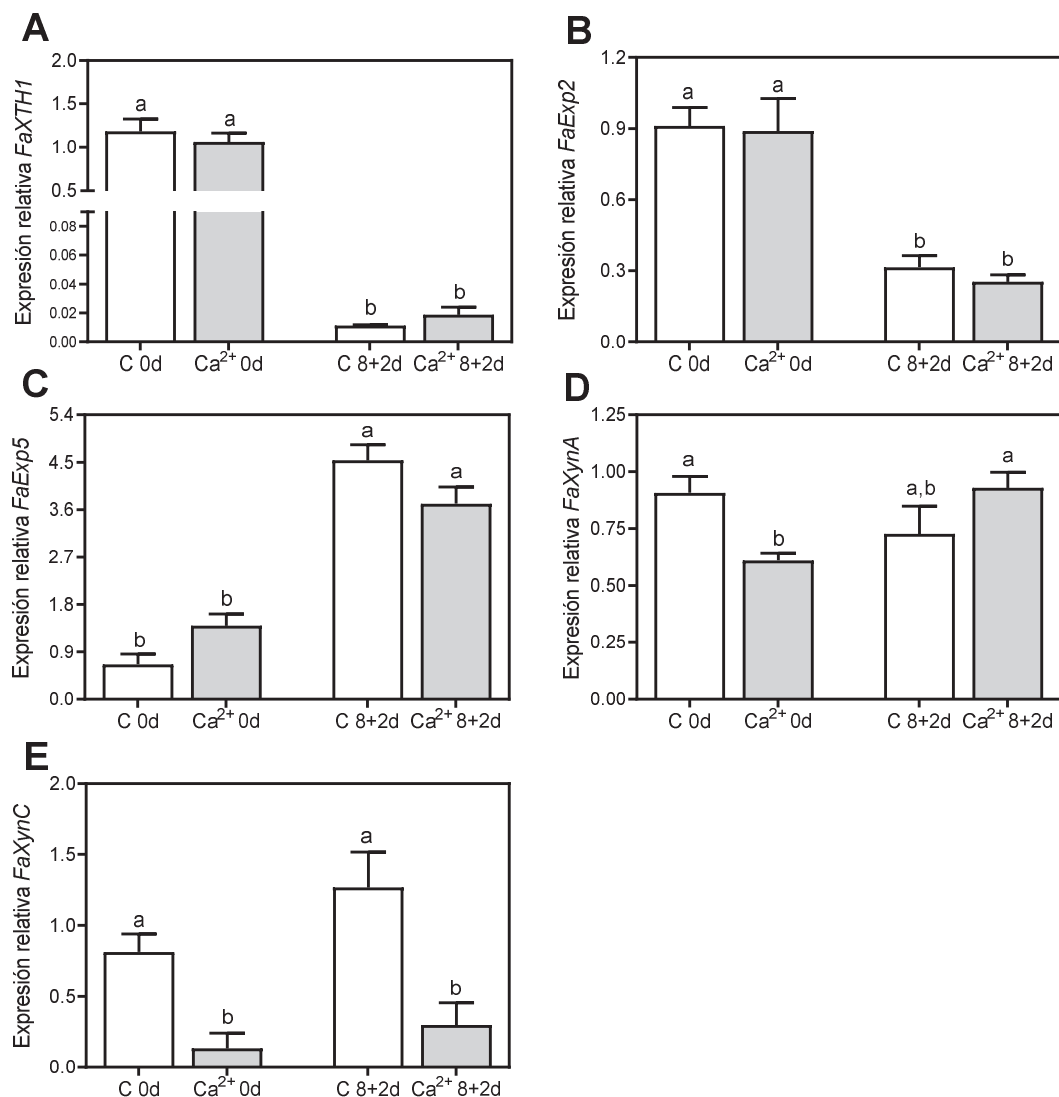 A
Expresión relativa FaXTH1
2.0
1.5
1.0
0.5
0.08
0.06
0.04
0.02
0.00
a
a
b
b
C 0d
Ca²⁺ 0d
C 8+2d
Ca²⁺ 8+2d
B
Expresión relativa FaExp2
1.2
0.9
0.6
0.3
0.0
a
a
b
b
C 0d
Ca²⁺ 0d
C 8+2d
Ca²⁺ 8+2d
C
Expresión relativa FaExp5
5.4
4.5
3.6
2.7
1.8
0.9
0.0
b
b
a
a
C 0d
Ca²⁺ 0d
C 8+2d
Ca²⁺ 8+2d
D
Expresión relativa FaXynA
1.25
1.00
0.75
0.50
0.25
0.00
a
b
a,b
a
C 0d
Ca²⁺ 0d
C 8+2d
Ca²⁺ 8+2d
E
Expresión relativa FaXynC
2.0
1.5
1.0
0.5
0.0
a
b
a
b
C 0d
Ca²⁺ 0d
C 8+2d
Ca²⁺ 8+2d